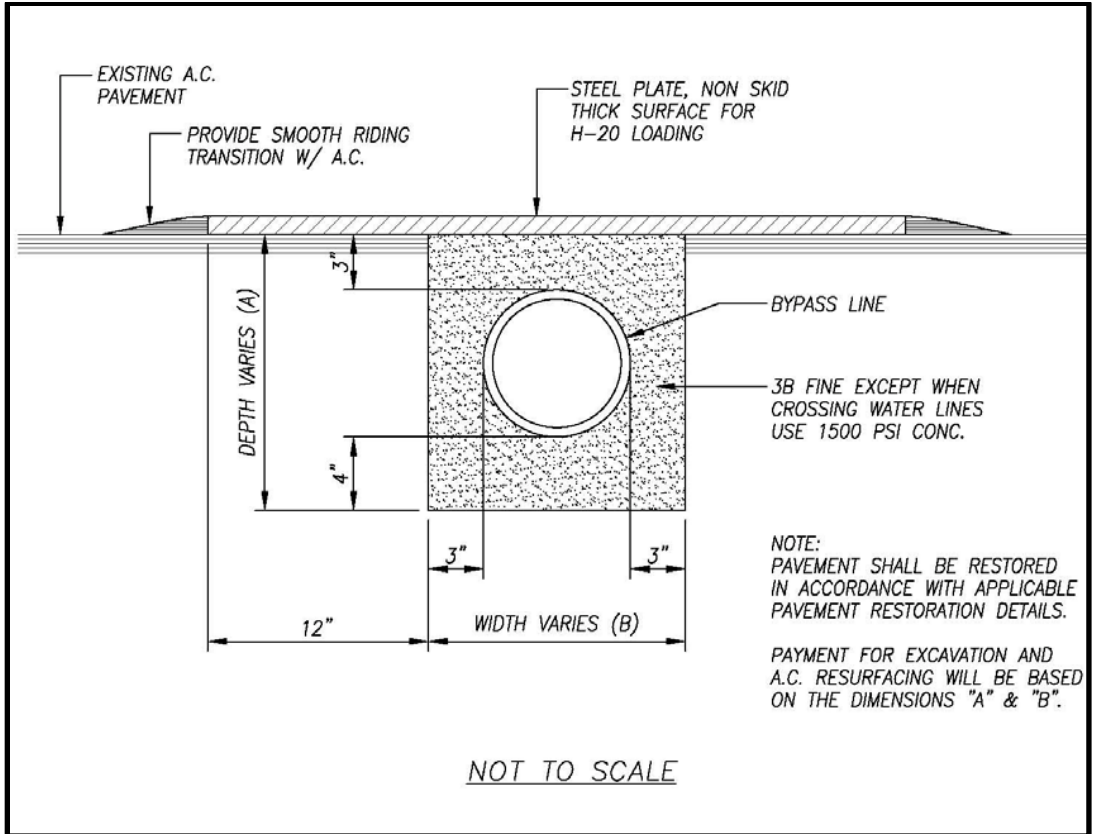 EXISTING A.C.
PAVEMENT
PROVIDE SMOOTH RIDING
TRANSITION W/ A.C.
STEEL PLATE, NON SKID
THICK SURFACE FOR
H-20 LOADING
3"
DEPTH VARIES (A)
4"
BYPASS LINE
3B FINE EXCEPT WHEN
CROSSING WATER LINES
USE 1500 PSI CONC.
3"
3"
12"
WIDTH VARIES (B)
NOTE:
PAVEMENT SHALL BE RESTORED
IN ACCORDANCE WITH APPLICABLE
PAVEMENT RESTORATION DETAILS.
PAYMENT FOR EXCAVATION AND
A.C. RESURFACING WILL BE BASED
ON THE DIMENSIONS "A" & "B".
NOT TO SCALE